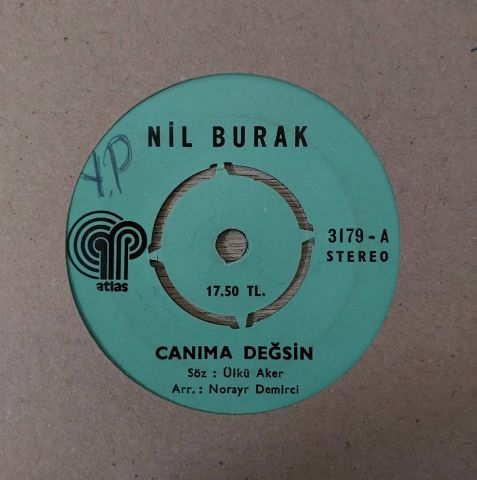 NİL BURAK
Y.P
atlas
3179-A
STEREO
17.50 TL.
CANIMA DEĞSİN
Söz : Ülkü Aker
Arr. : Norayr Demirci